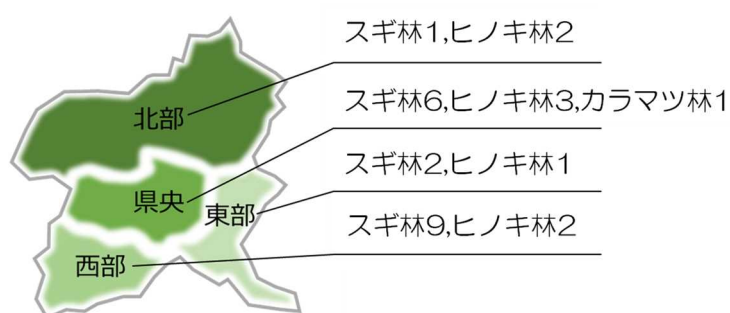 スギ林1,ヒノキ林2
北部
スギ林6,ヒノキ林3,カラマツ林1
県央
スギ林2,ヒノキ林1
東部
スギ林9,ヒノキ林2
西部